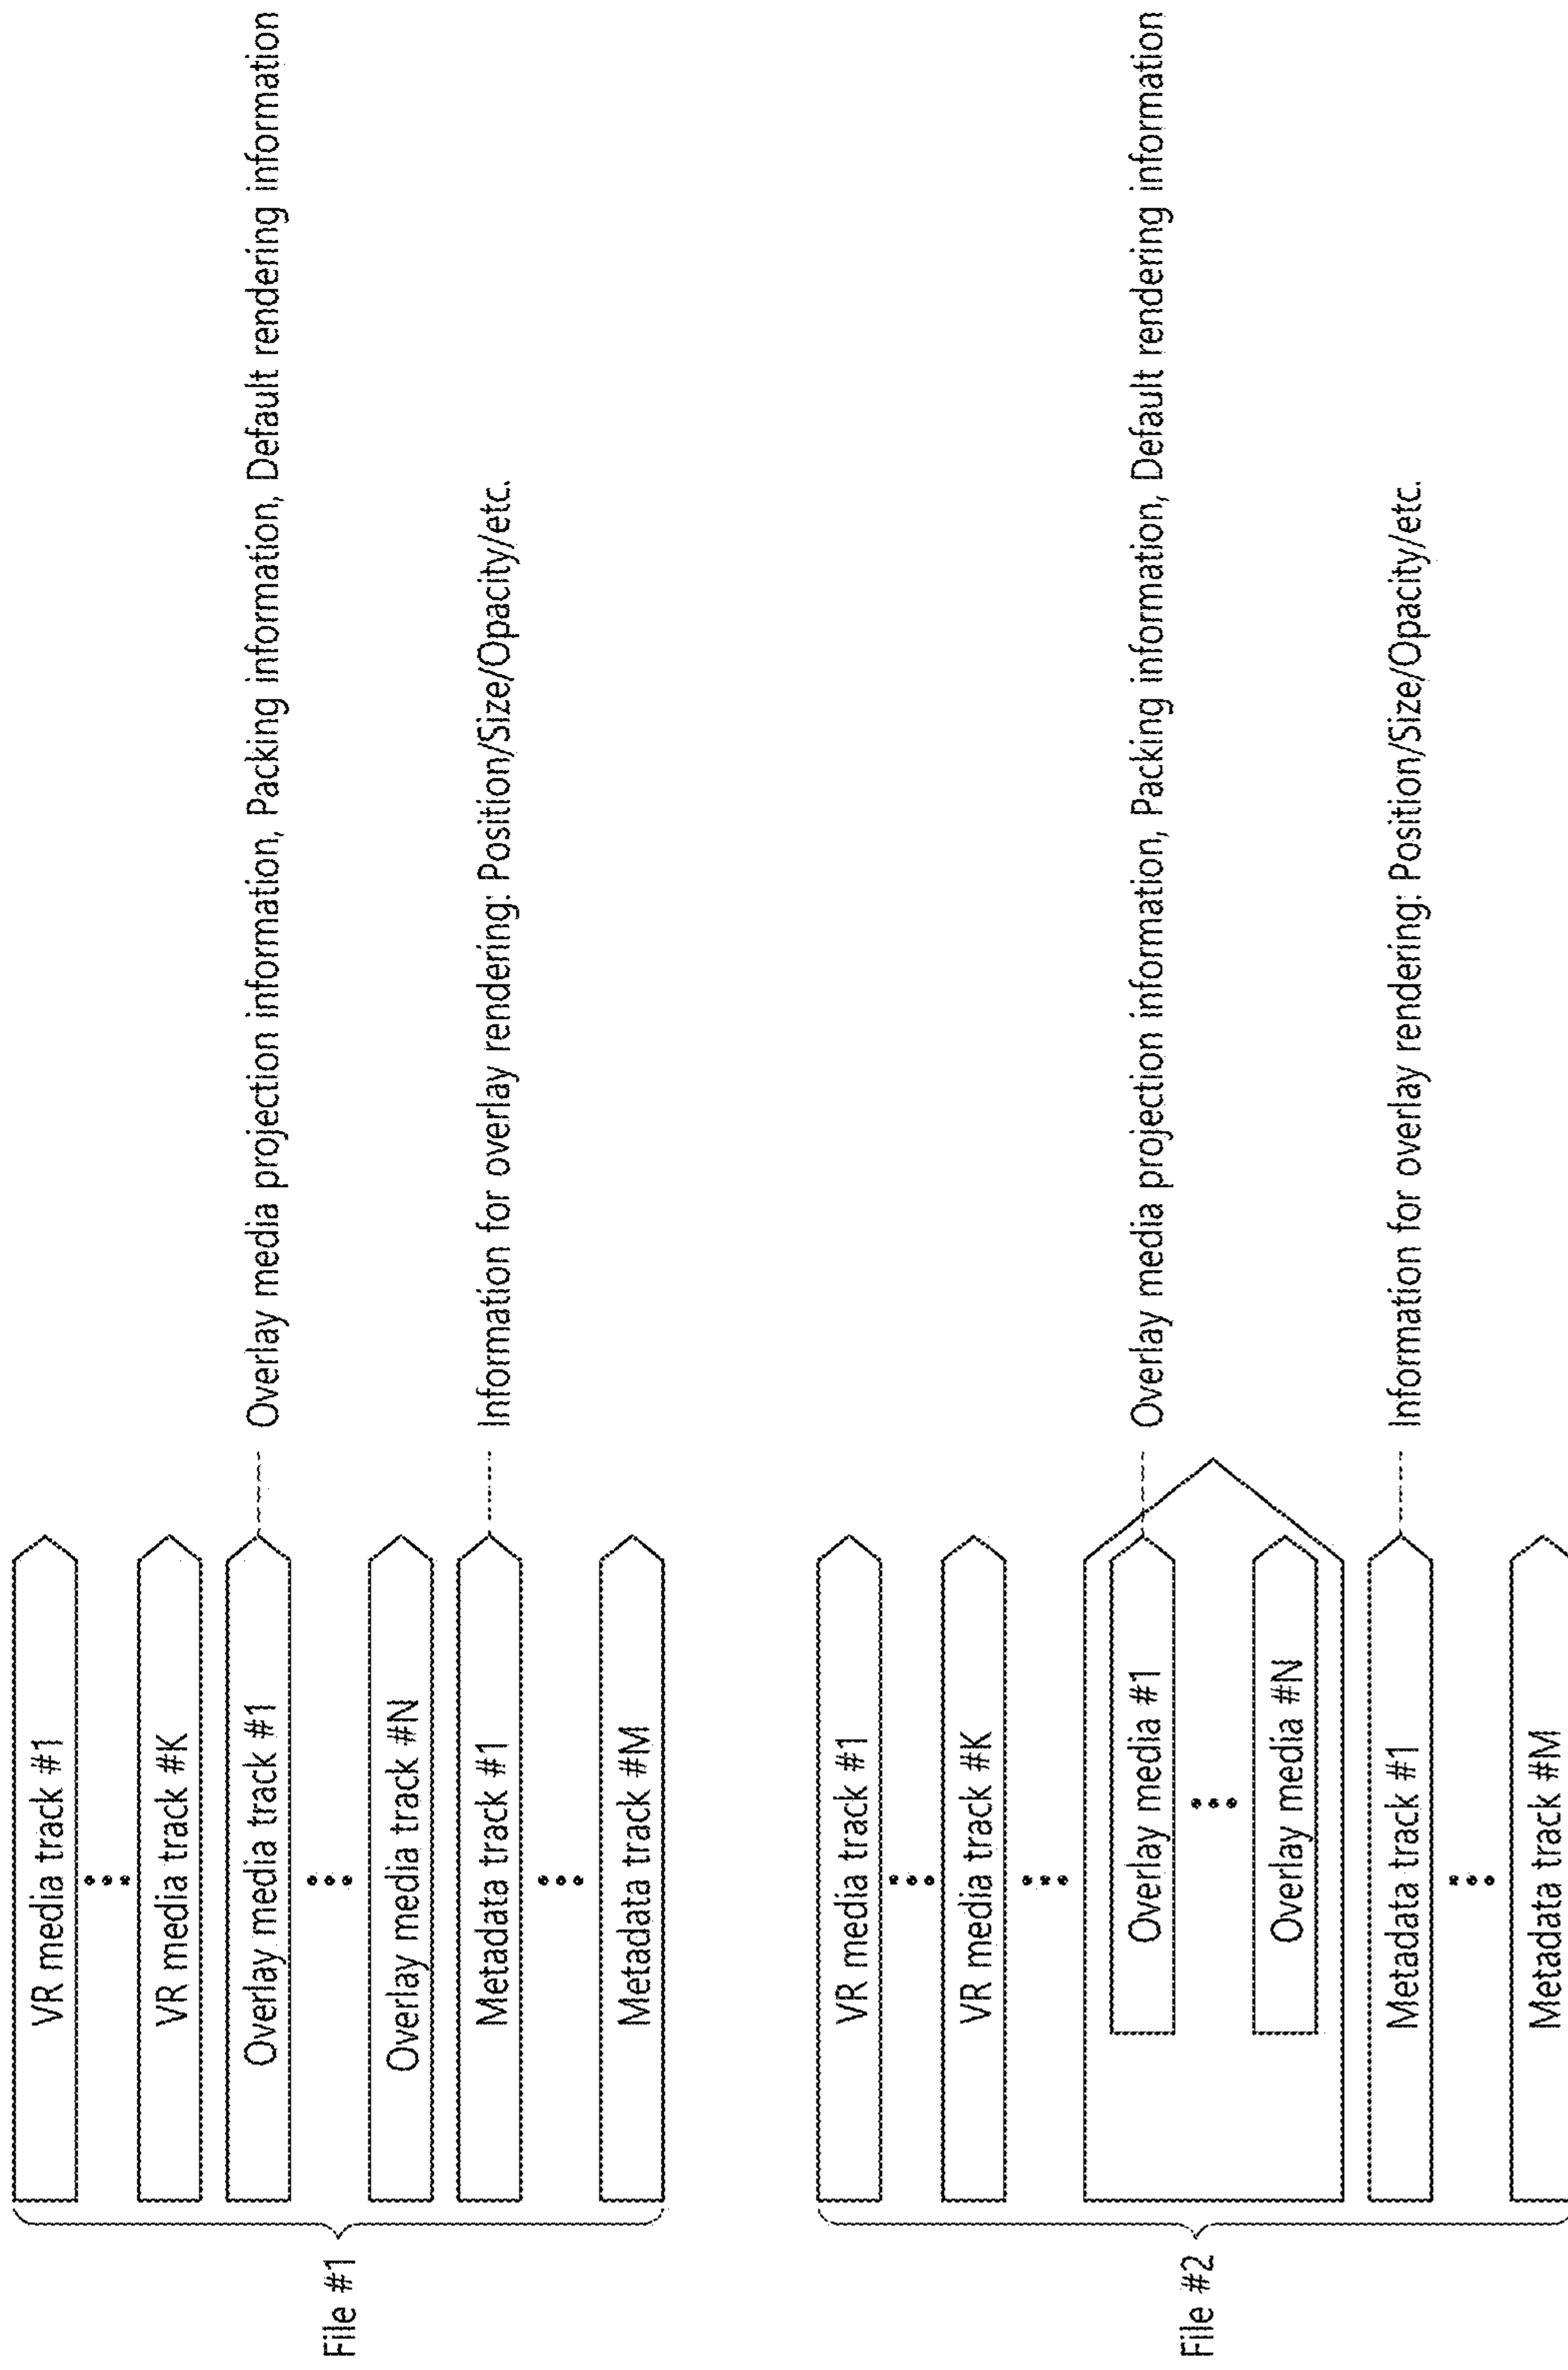 File #1
VR media track #1
VR media track #K
Overlay media track #1
Overlay media projection information, Packing information, Default rendering information
Overlay media track #N
Metadata track #1
Information for overlay rendering: Position/Size/Opacity/etc.
Metadata track #M
File #2
VR media track #1
VR media track #K
Overlay media #1
Overlay media projection information, Packing information, Default rendering information
Overlay media #N
Metadata track #1
Information for overlay rendering: Position/Size/Opacity/etc.
Metadata track #M